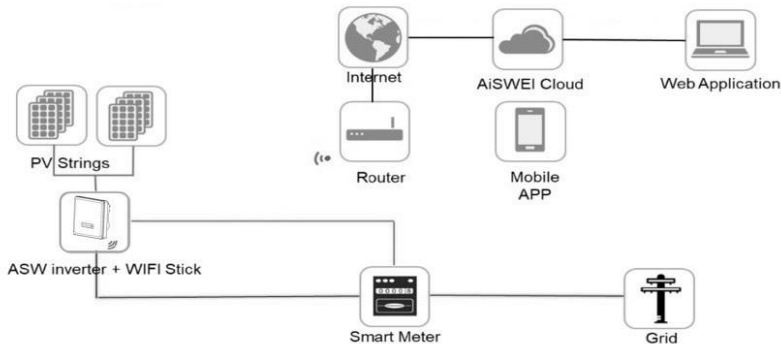 Internet
AiSWEI Cloud
Web Application
PV Strings
Router
Mobile
APP
ASW inverter + WIFI Stick
Smart Meter
Grid